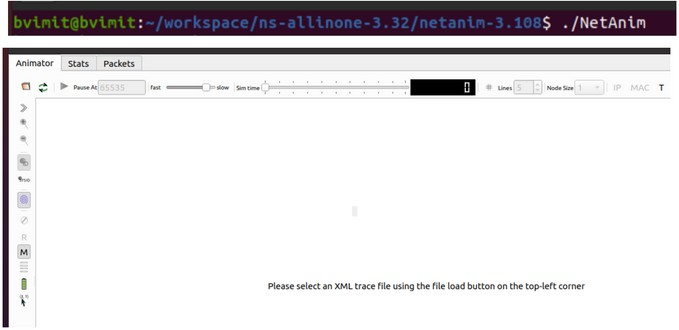 bvimit@bvimit:~/workspace/ns-allinone-3.32/netanim-3.108$ ./NetAnim
Animator Stats Packets
Pause At 65535 fast slow Sim time 0 Lines 5 Node Size 1 IP MAC T
R
M
Please select an XML trace file using the file load button on the top-left corner